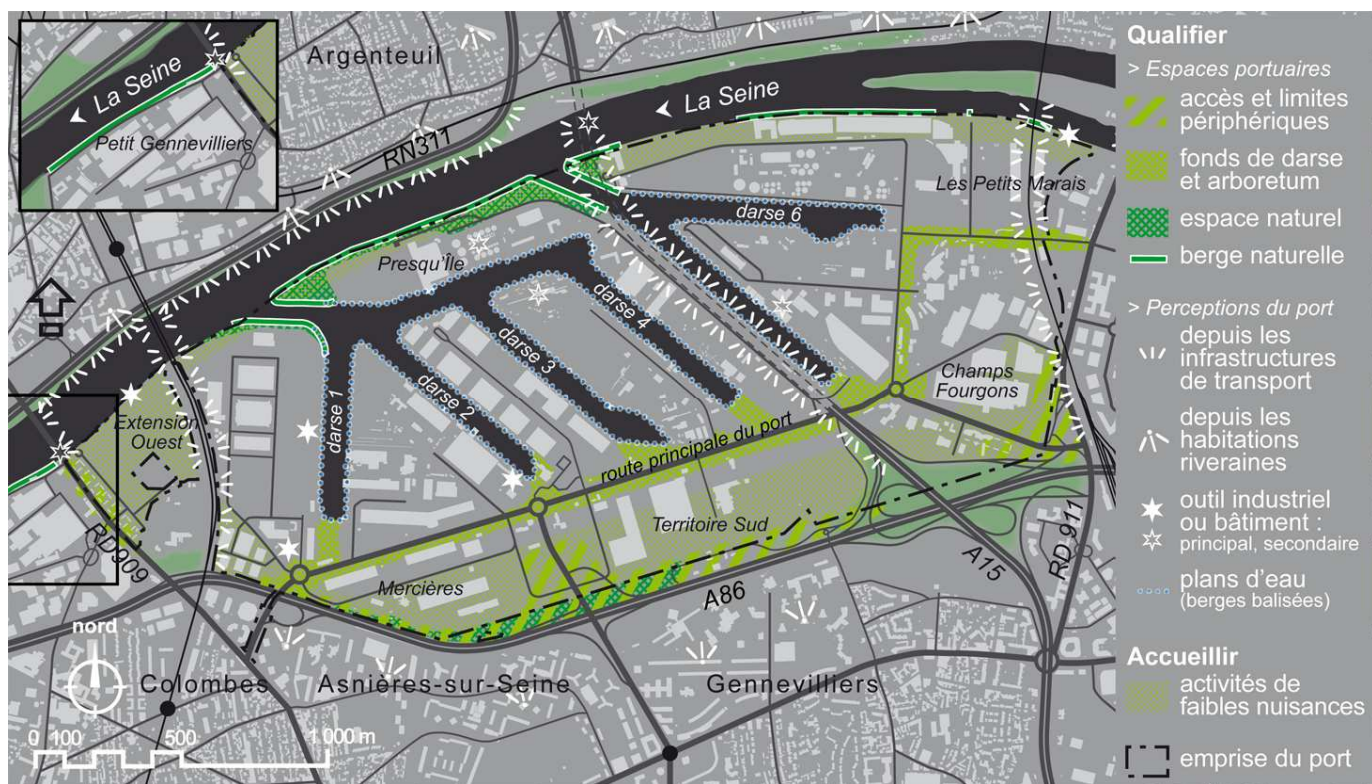 Argenteuil
La Seine
Petit Gennevilliers
La Seine
RN311
Les Petits Marais
darse 6
Presqu'Île
darse 4
darse 3
darse 2
darse 1
Champs
Fourgons
Extension
Ouest
route principale du port
Territoire Sud
RD909
Mercières
A86
A15
RD 911
nord
Colombes
Asnières-sur-Seine
Gennevilliers
0 100 500 1 000 m
Qualifier
> Espaces portuaires
accès et limites
périphériques
fonds de darse
et arboretum
espace naturel
berge naturelle
> Perceptions du port
depuis les
infrastructures
de transport
depuis les
habitations
riveraines
outil industriel
ou bâtiment :
principal, secondaire
plans d'eau
(berges balisées)
Accueillir
activités de
faibles nuisances
emprise du port